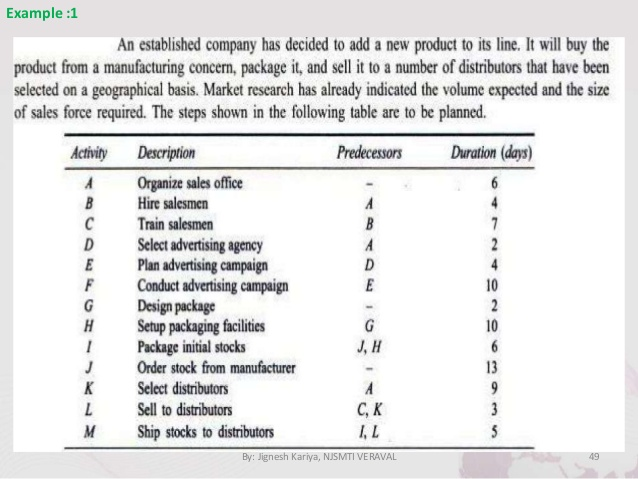 Example :1
An established company has decided to add a new product to its line. It will buy the
product from a manufacturing concern, package it, and sell it to a number of distributors that have been
selected on a geographical basis. Market research has already indicated the volume expected and the size
of sales force required. The steps shown in the following table are to be planned.
Activity Description Predecessors Duration (days)
A Organize sales office – 6
B Hire salesmen A 4
C Train salesmen B 7
D Select advertising agency A 2
E Plan advertising campaign D 4
F Conduct advertising campaign E 10
G Design package – 2
H Setup packaging facilities G 10
I Package initial stocks J, H 6
J Order stock from manufacturer – 13
K Select distributors A 9
L Sell to distributors C, K 3
M Ship stocks to distributors I, L 5
By: Jignesh Kariya, NJSMTI VERAVAL 49